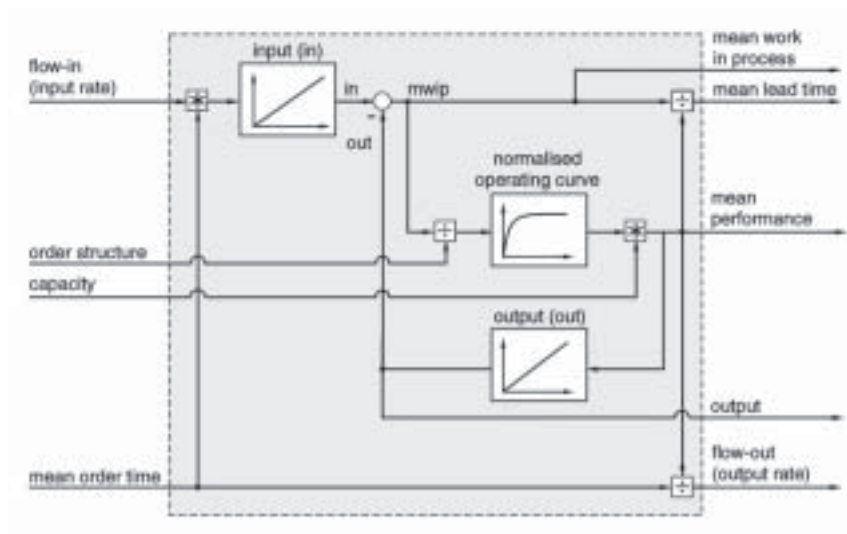 mean work
in process
input (in)
flow-in
(input rate)
in
mwip
mean lead time
-
out
normalised
operating curve
mean
performance
order structure
capacity
output (out)
output
flow-out
(output rate)
mean order time